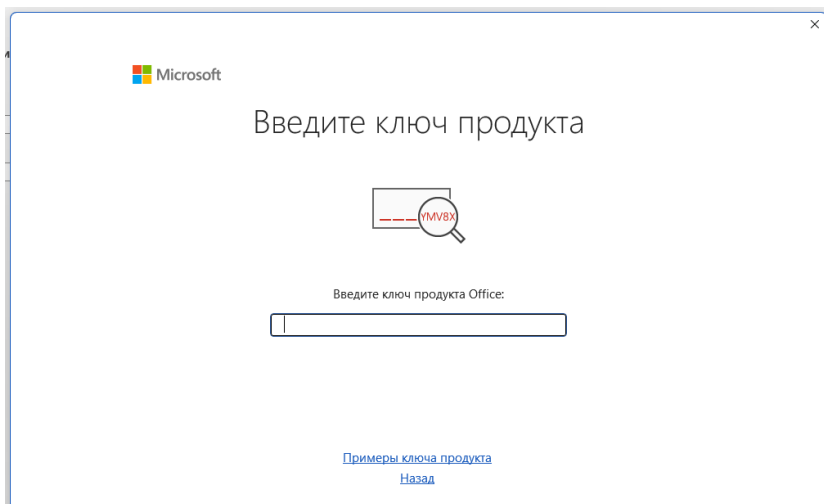 Microsoft
Введите ключ продукта
YMV8X
Введите ключ продукта Office:
Примеры ключа продукта
Назад